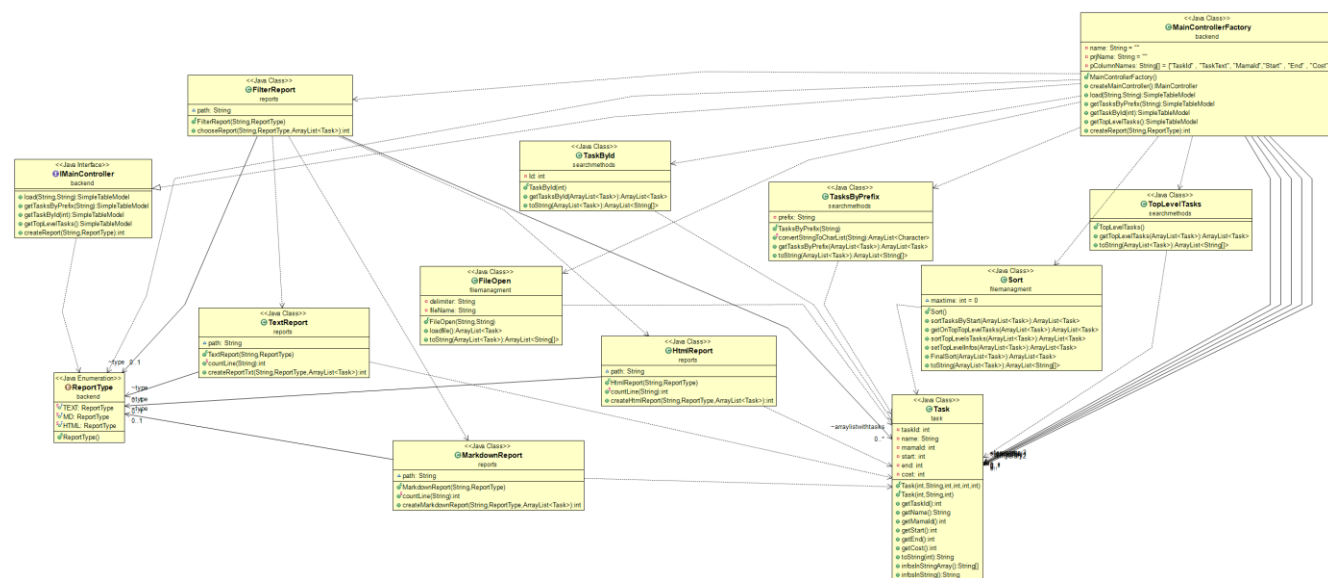 <<Java Class>>
MainControllerFactory
backend
name: String = ""
prjName: String = ""
pColumnNames: String[] = {"TaskId" , "TaskText", "MamaId","Start" , "End" , "Cost"
MainControllerFactory()
createMainController():IMainController
load(String,String):SimpleTableModel
getTasksByPrefix(String):SimpleTableModel
getTaskById(int):SimpleTableModel
getTopLevelTasks():SimpleTableModel
createReport(String,ReportType):int
<<Java Class>>
FilterReport
reports
path: String
FilterReport(String,ReportType)
chooseReport(String,ReportType,ArrayList<Task>):int
<<Java Interface>>
IMainController
backend
load(String,String):SimpleTableModel
getTasksByPrefix(String):SimpleTableModel
getTaskById(int):SimpleTableModel
getTopLevelTasks():SimpleTableModel
createReport(String,ReportType):int
<<Java Class>>
TaskById
searchmethods
Id: int
TaskById(int)
getTasksById(ArrayList<Task>):ArrayList<Task>
toString(ArrayList<Task>):ArrayList<String[]>
<<Java Class>>
TasksByPrefix
searchmethods
prefix: String
TasksByPrefix(String)
convertStringToCharList(String):ArrayList<Character>
getTasksByPrefix(ArrayList<Task>):ArrayList<Task>
toString(ArrayList<Task>):ArrayList<String[]>
<<Java Class>>
TopLevelTasks
searchmethods
TopLevelTasks()
getTopLevelTasks(ArrayList<Task>):ArrayList<Task>
toString(ArrayList<Task>):ArrayList<String[]>
<<Java Class>>
FileOpen
filemanagment
delimiter: String
fileName: String
FileOpen(String,String)
loadfile():ArrayList<Task>
toString(ArrayList<Task>):ArrayList<String[]>
<<Java Class>>
Sort
filemanagment
maxtime: int = 0
Sort()
sortTasksByStart(ArrayList<Task>):ArrayList<Task>
getOnTopTopLevelTasks(ArrayList<Task>):ArrayList<Task>
sortTopLevelsTasks(ArrayList<Task>):ArrayList<Task>
setTopLevelInfos(ArrayList<Task>):ArrayList<Task>
FinalSort(ArrayList<Task>):ArrayList<Task>
toString(ArrayList<Task>):ArrayList<String[]>
<<Java Class>>
TextReport
reports
path: String
TextReport(String,ReportType)
countLine(String):int
createReportTxt(String,ReportType,ArrayList<Task>):int
<<Java Class>>
HtmlReport
reports
path: String
HtmlReport(String,ReportType)
countLine(String):int
createHtmlReport(String,ReportType,ArrayList<Task>):int
~type 0..1
<<Java Enumeration>>
ReportType
backend
TEXT: ReportType
MD: ReportType
HTML: ReportType
ReportType()
~type
~type
~type
0..1
<<Java Class>>
MarkdownReport
reports
path: String
MarkdownReport(String,ReportType)
countLine(String):int
createMarkdownReport(String,ReportType,ArrayList<Task>):int
~arraylistwithtasks
0..*
<<Java Class>>
Task
task
taskId: int
name: String
mamaId: int
start: int
end: int
cost: int
Task(int,String,int,int,int,int)
Task(int,String,int)
getTaskId():int
getName():String
getMamaId():int
getStart():int
getEnd():int
getCost():int
toString(int):String
infosInStringArray():String[]
infosInString():String